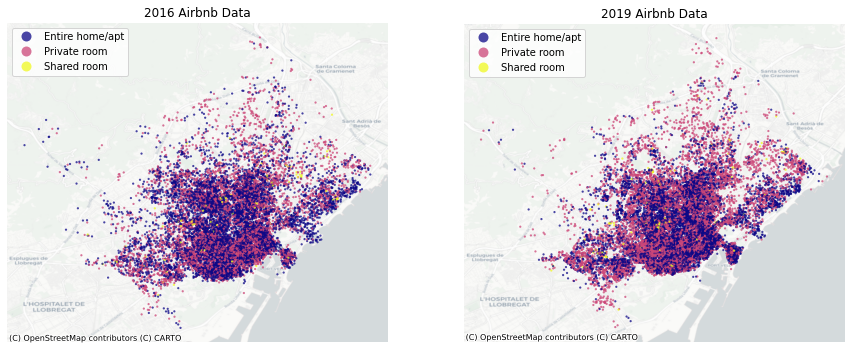 2016 Airbnb Data
Entire home/apt
Private room
Shared room
Santa Coloma
de Gramenet
Sant Adrià de
Besòs
Esplugues de
Llobregat
L'HOSPITALET DE
LLOBREGAT
(C) OpenStreetMap contributors (C) CARTO
2019 Airbnb Data
Entire home/apt
Private room
Shared room
Santa Coloma
de Gramenet
Sant Adrià de
Besòs
Esplugues de
Llobregat
L'HOSPITALET DE
LLOBREGAT
(C) OpenStreetMap contributors (C) CARTO